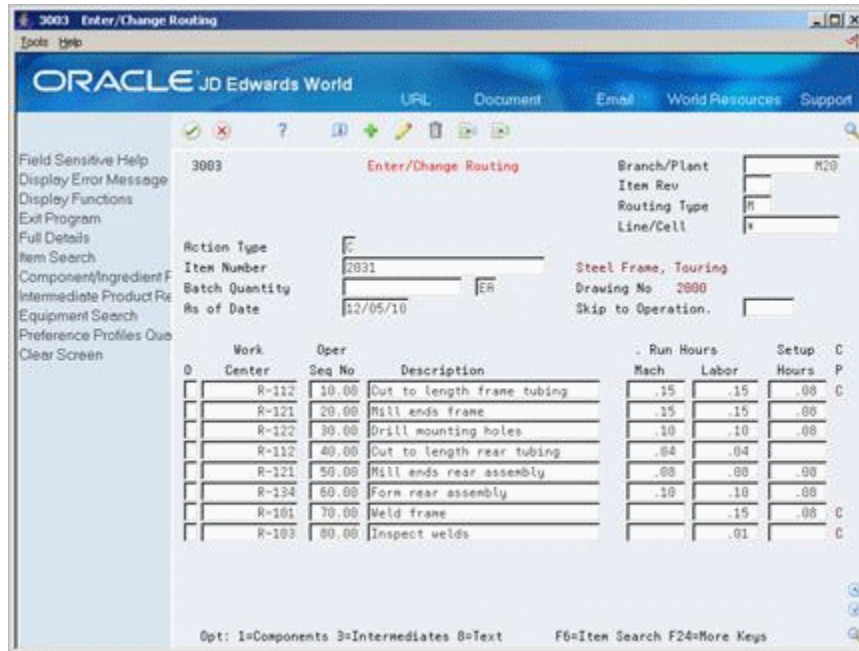 3003 Enter/Change Routing
Tools Help
ORACLE JD Edwards World
URL Document Email World Resources Support
Field Sensitive Help
Display Error Message
Display Functions
Exit Program
Full Details
Item Search
Component/Ingredient F
Intermediate Product Re
Equipment Search
Preference Profiles Que
Clear Screen
3003 Enter/Change Routing Branch/Plant M20
Item Rev
Routing Type M
Line/Cell *
Action Type C
Item Number 2031 Steel Frame, Touring
Batch Quantity EA Drawing No 2000
As of Date 12/05/10 Skip to Operation.
Work Oper . Run Hours Setup C
O Center Seq No Description Mach Labor Hours P
R-112 10.00 Cut to length frame tubing .15 .15 .08 C
R-121 20.00 Mill ends frame .15 .15 .08
R-122 30.00 Drill mounting holes .10 .10 .08
R-112 40.00 Cut to length rear tubing .04 .04
R-121 50.00 Mill ends rear assembly .08 .08 .08
R-134 60.00 Form rear assembly .10 .10 .08
R-101 70.00 Weld frame .15 .08 C
R-103 80.00 Inspect welds .01 C
Opt: 1=Components 3=Intermediates 8=Text F6=Item Search F24=More Keys